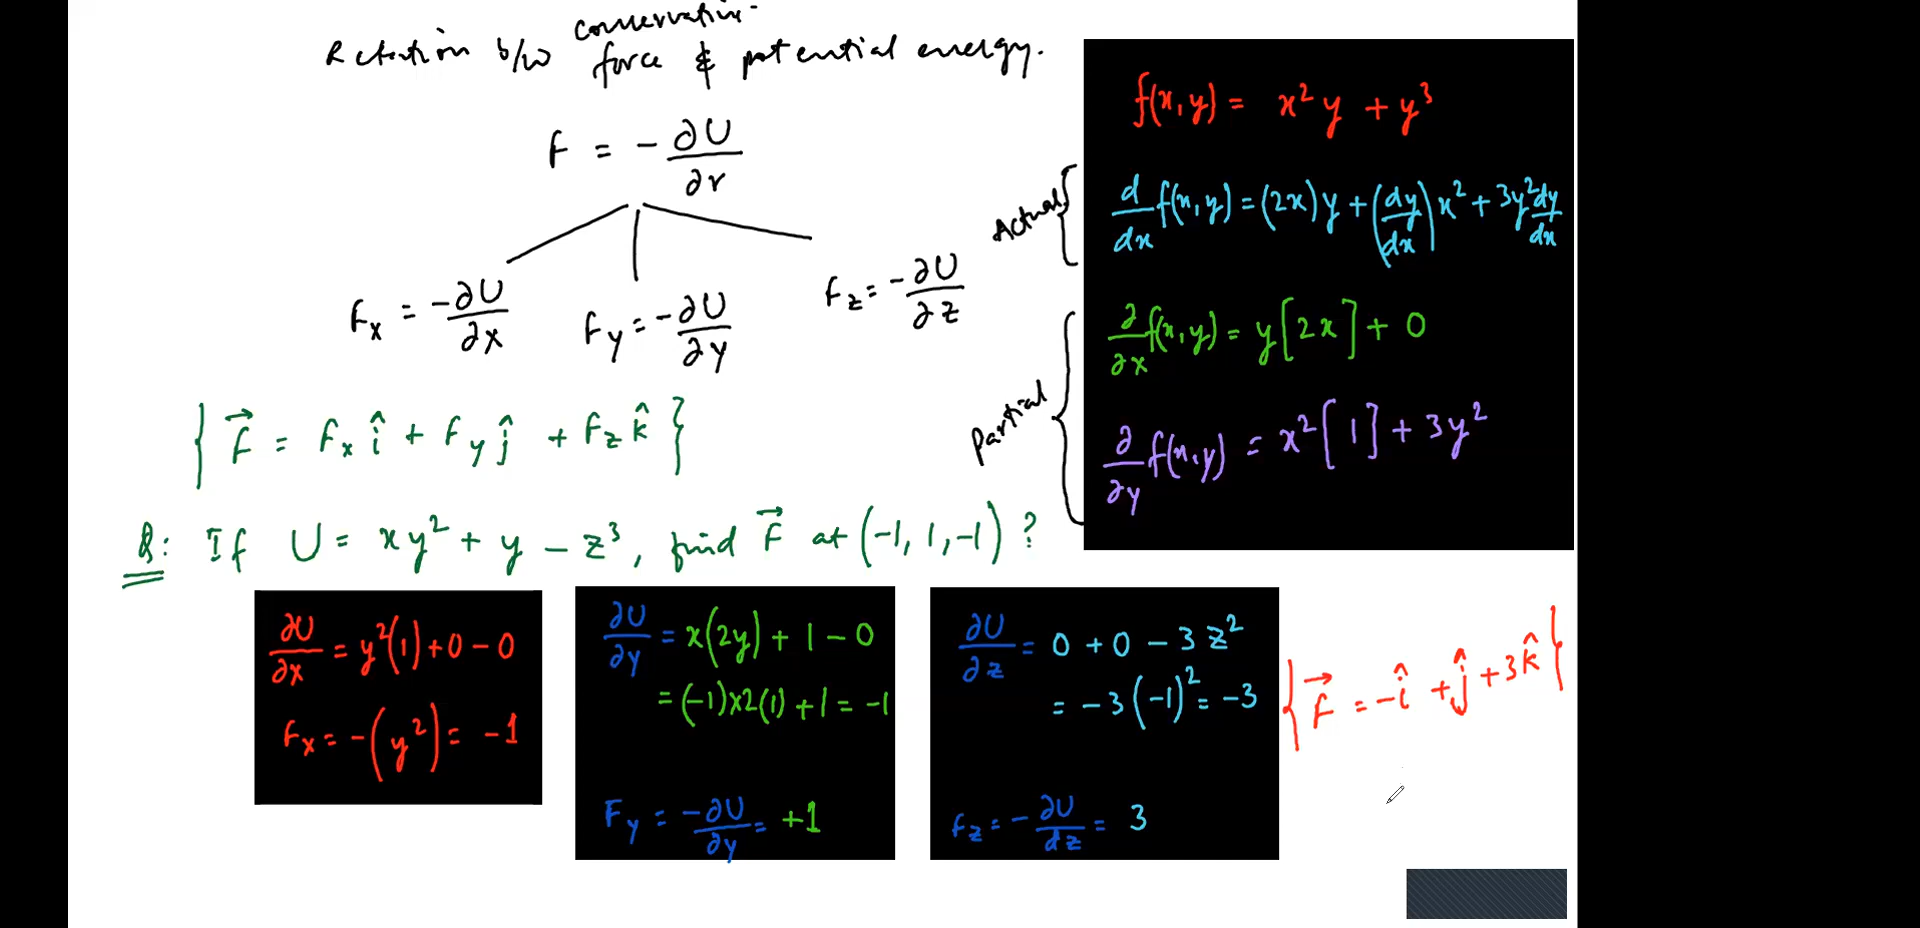 conservative
Relation b/w force & potential energy.
F = - ∂U/∂r
Fx = -∂U/∂x
Fy = -∂U/∂y
Fz = -∂U/∂z
{ F⃗ = Fx î + Fy ĵ + Fz k̂ }
f(x,y) = x²y + y³
Actual
d/dx f(x,y) = (2x)y + (dy/dx)x² + 3y² dy/dx
Partial
∂/∂x f(x,y) = y[2x] + 0
∂/∂y f(x,y) = x²[1] + 3y²
Q: If U = xy² + y - z³, find F⃗ at (-1, 1, -1) ?
∂U/∂x = y²(1) + 0 - 0
Fx = -(y²) = -1
∂U/∂y = x(2y) + 1 - 0
= (-1)x2(1) + 1 = -1
Fy = -∂U/∂y = +1
∂U/∂z = 0 + 0 - 3z²
= -3(-1)² = -3
Fz = - ∂U/dz = 3
{ F⃗ = -î + ĵ + 3k̂ }